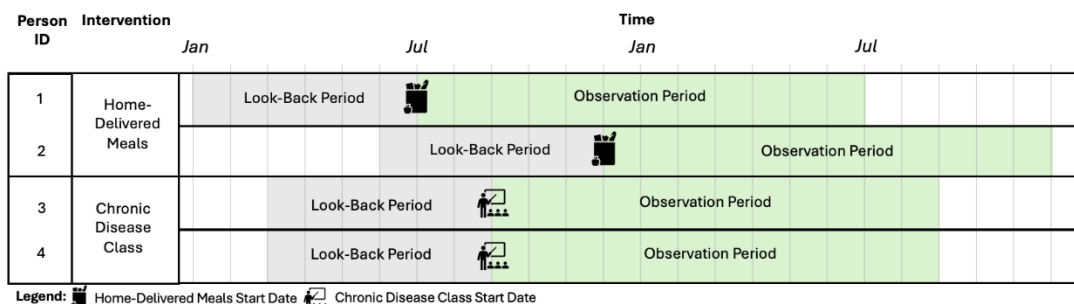 Person ID Intervention Time
Jan Jul Jan Jul
1 Home-Delivered Meals Look-Back Period Observation Period
2 Look-Back Period Observation Period
3 Chronic Disease Class Look-Back Period Observation Period
4 Look-Back Period Observation Period
Legend: Home-Delivered Meals Start Date Chronic Disease Class Start Date